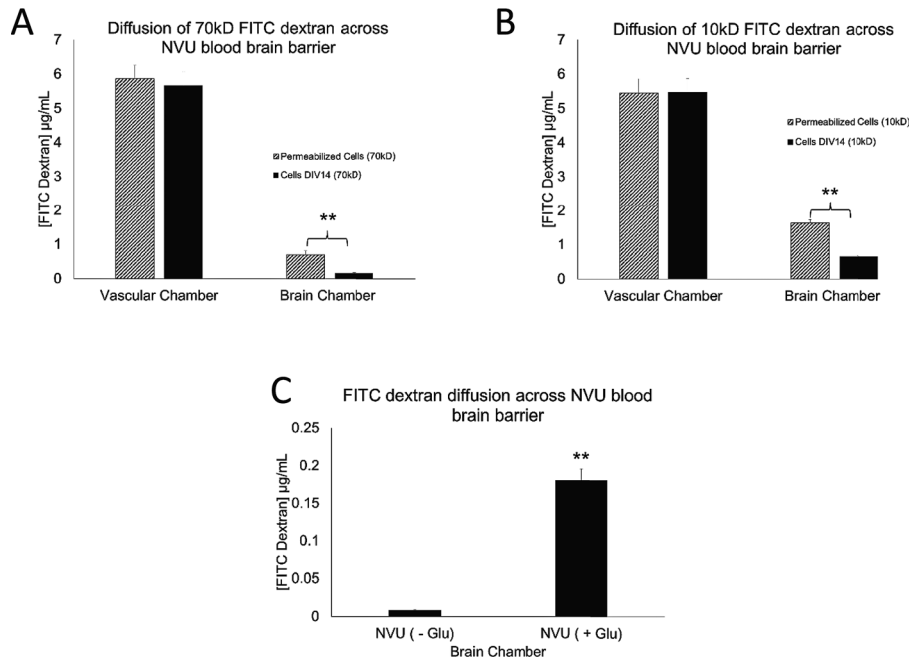 A
Diffusion of 70kD FITC dextran across
NVU blood brain barrier
7
6
5
4
3
2
1
0
[FITC Dextran] µg/mL
Permeabilized Cells (70kD)
Cells DIV14 (70kD)
**
Vascular Chamber
Brain Chamber
B
Diffusion of 10kD FITC dextran across
NVU blood brain barrier
7
6
5
4
3
2
1
0
[FITC Dextran] µg/mL
Permeabilized Cells (10kD)
Cells DIV14 (10kD)
**
Vascular Chamber
Brain Chamber
C
FITC dextran diffusion across NVU blood
brain barrier
0.25
0.2
0.15
0.1
0.05
0
[FITC Dextran] µg/mL
**
NVU ( - Glu)
NVU ( + Glu)
Brain Chamber